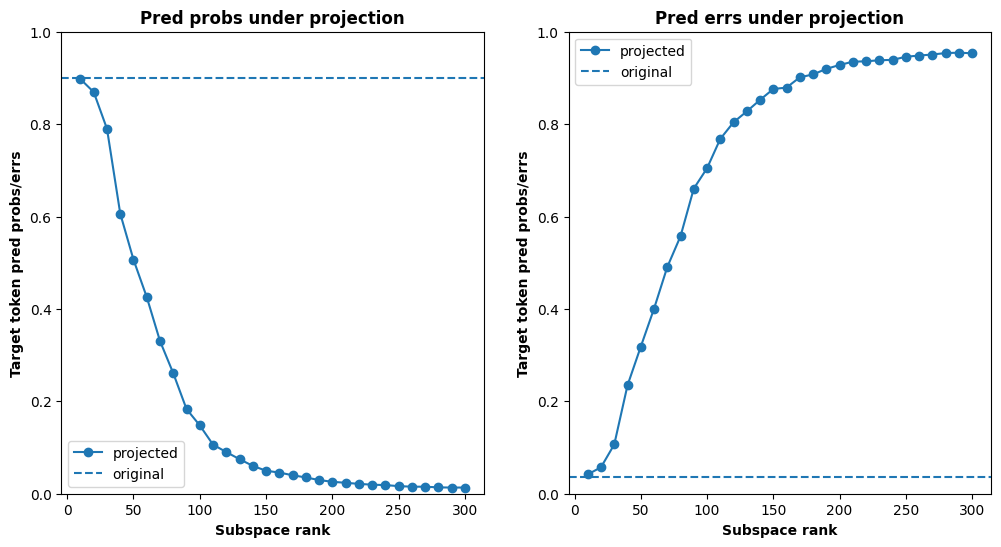 Pred probs under projection
Target token pred probs/errs
1.0
0.8
0.6
0.4
0.2
0.0
projected
original
0 50 100 150 200 250 300
Subspace rank
Pred errs under projection
Target token pred probs/errs
1.0
0.8
0.6
0.4
0.2
0.0
projected
original
0 50 100 150 200 250 300
Subspace rank